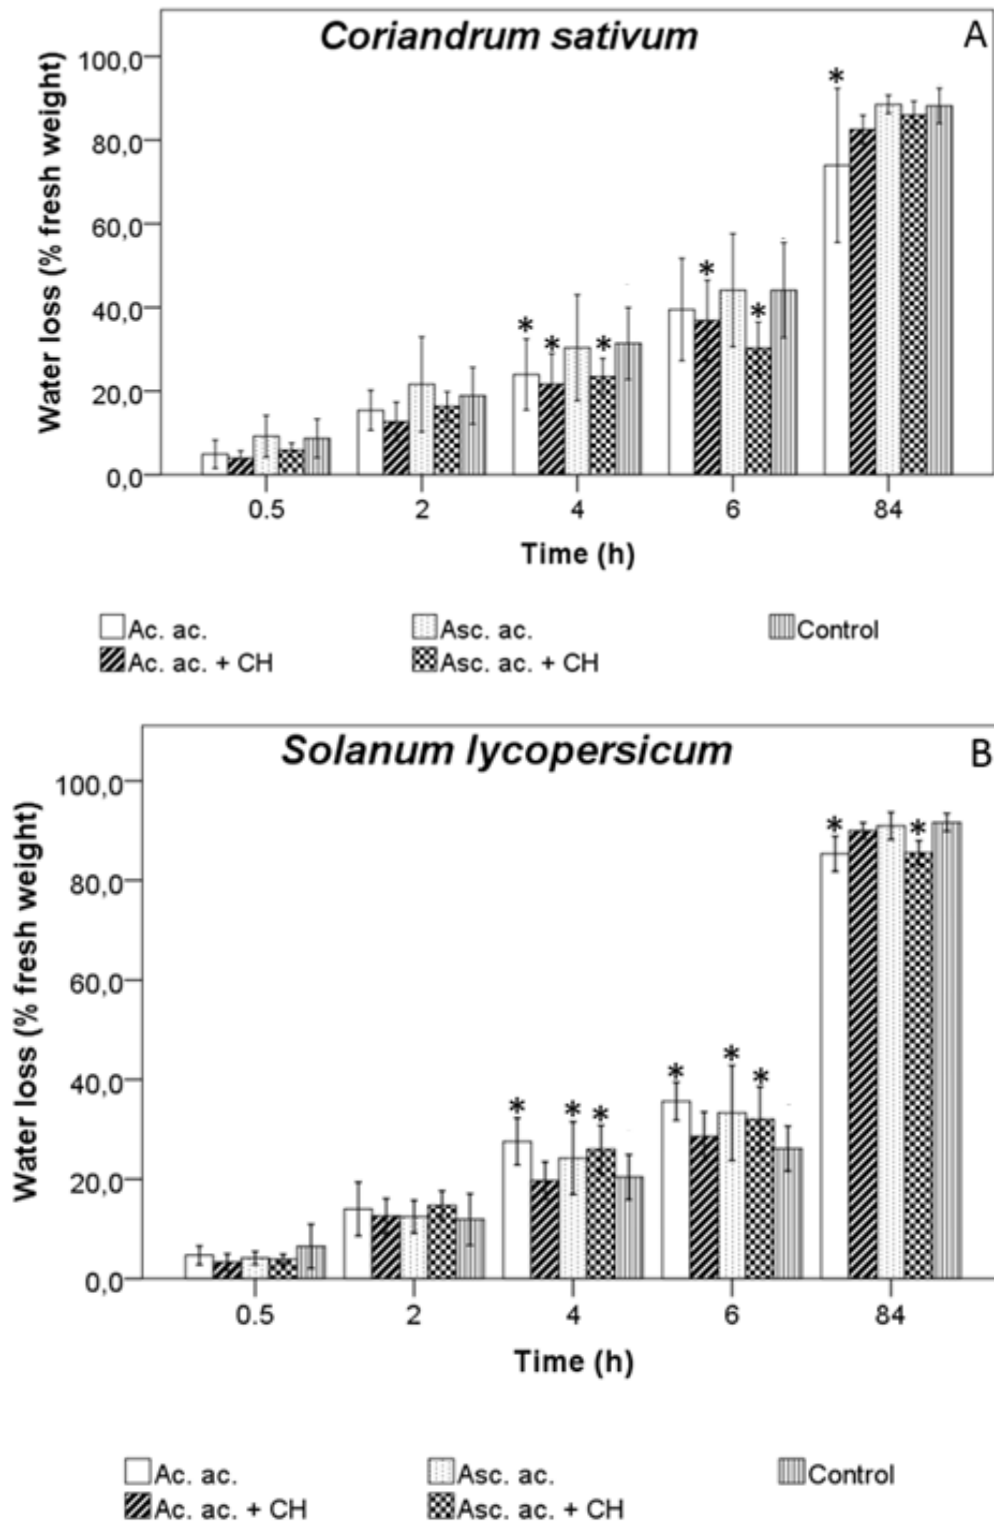 Coriandrum sativum
A
Water loss (% fresh weight)
100,0
80,0
60,0
40,0
20,0
0,0
*
* * *
* *
*
0.5 2 4 6 84
Time (h)
Ac. ac. Asc. ac. Control
Ac. ac. + CH Asc. ac. + CH
Solanum lycopersicum
B
Water loss (% fresh weight)
100,0
80,0
60,0
40,0
20,0
0,0
* * *
* * *
* *
0.5 2 4 6 84
Time (h)
Ac. ac. Asc. ac. Control
Ac. ac. + CH Asc. ac. + CH